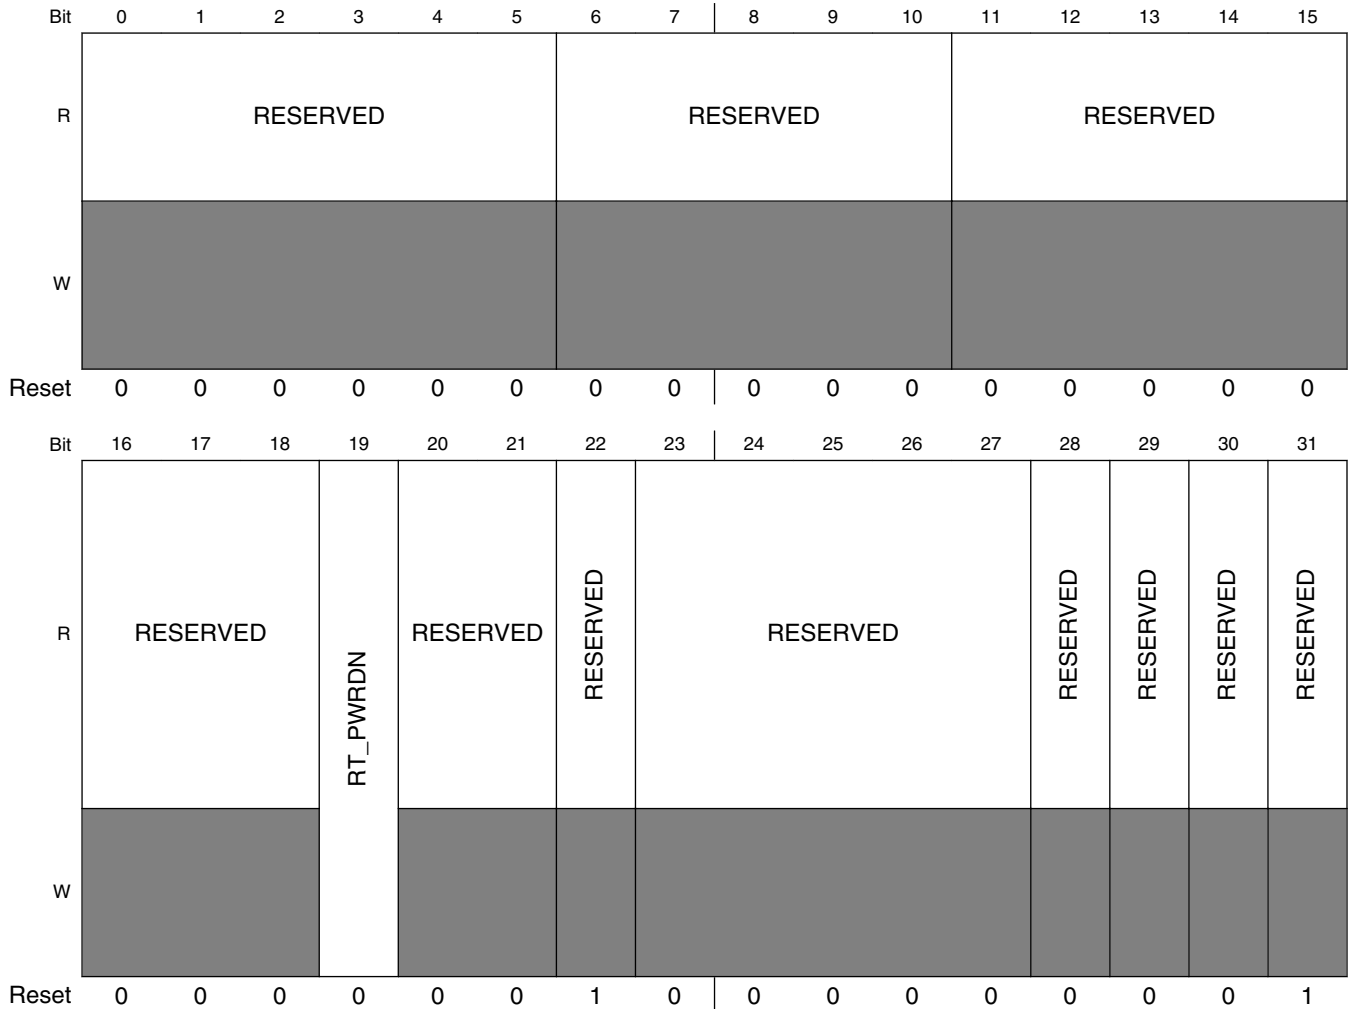 Bit 0 1 2 3 4 5 6 7 8 9 10 11 12 13 14 15
R RESERVED RESERVED RESERVED
W
Reset 0 0 0 0 0 0 0 0 0 0 0 0 0 0 0 0
Bit 16 17 18 19 20 21 22 23 24 25 26 27 28 29 30 31
R RESERVED RT_PWRDN RESERVED RESERVED RESERVED RESERVED RESERVED RESERVED RESERVED
W
Reset 0 0 0 0 0 0 1 0 0 0 0 0 0 0 0 1